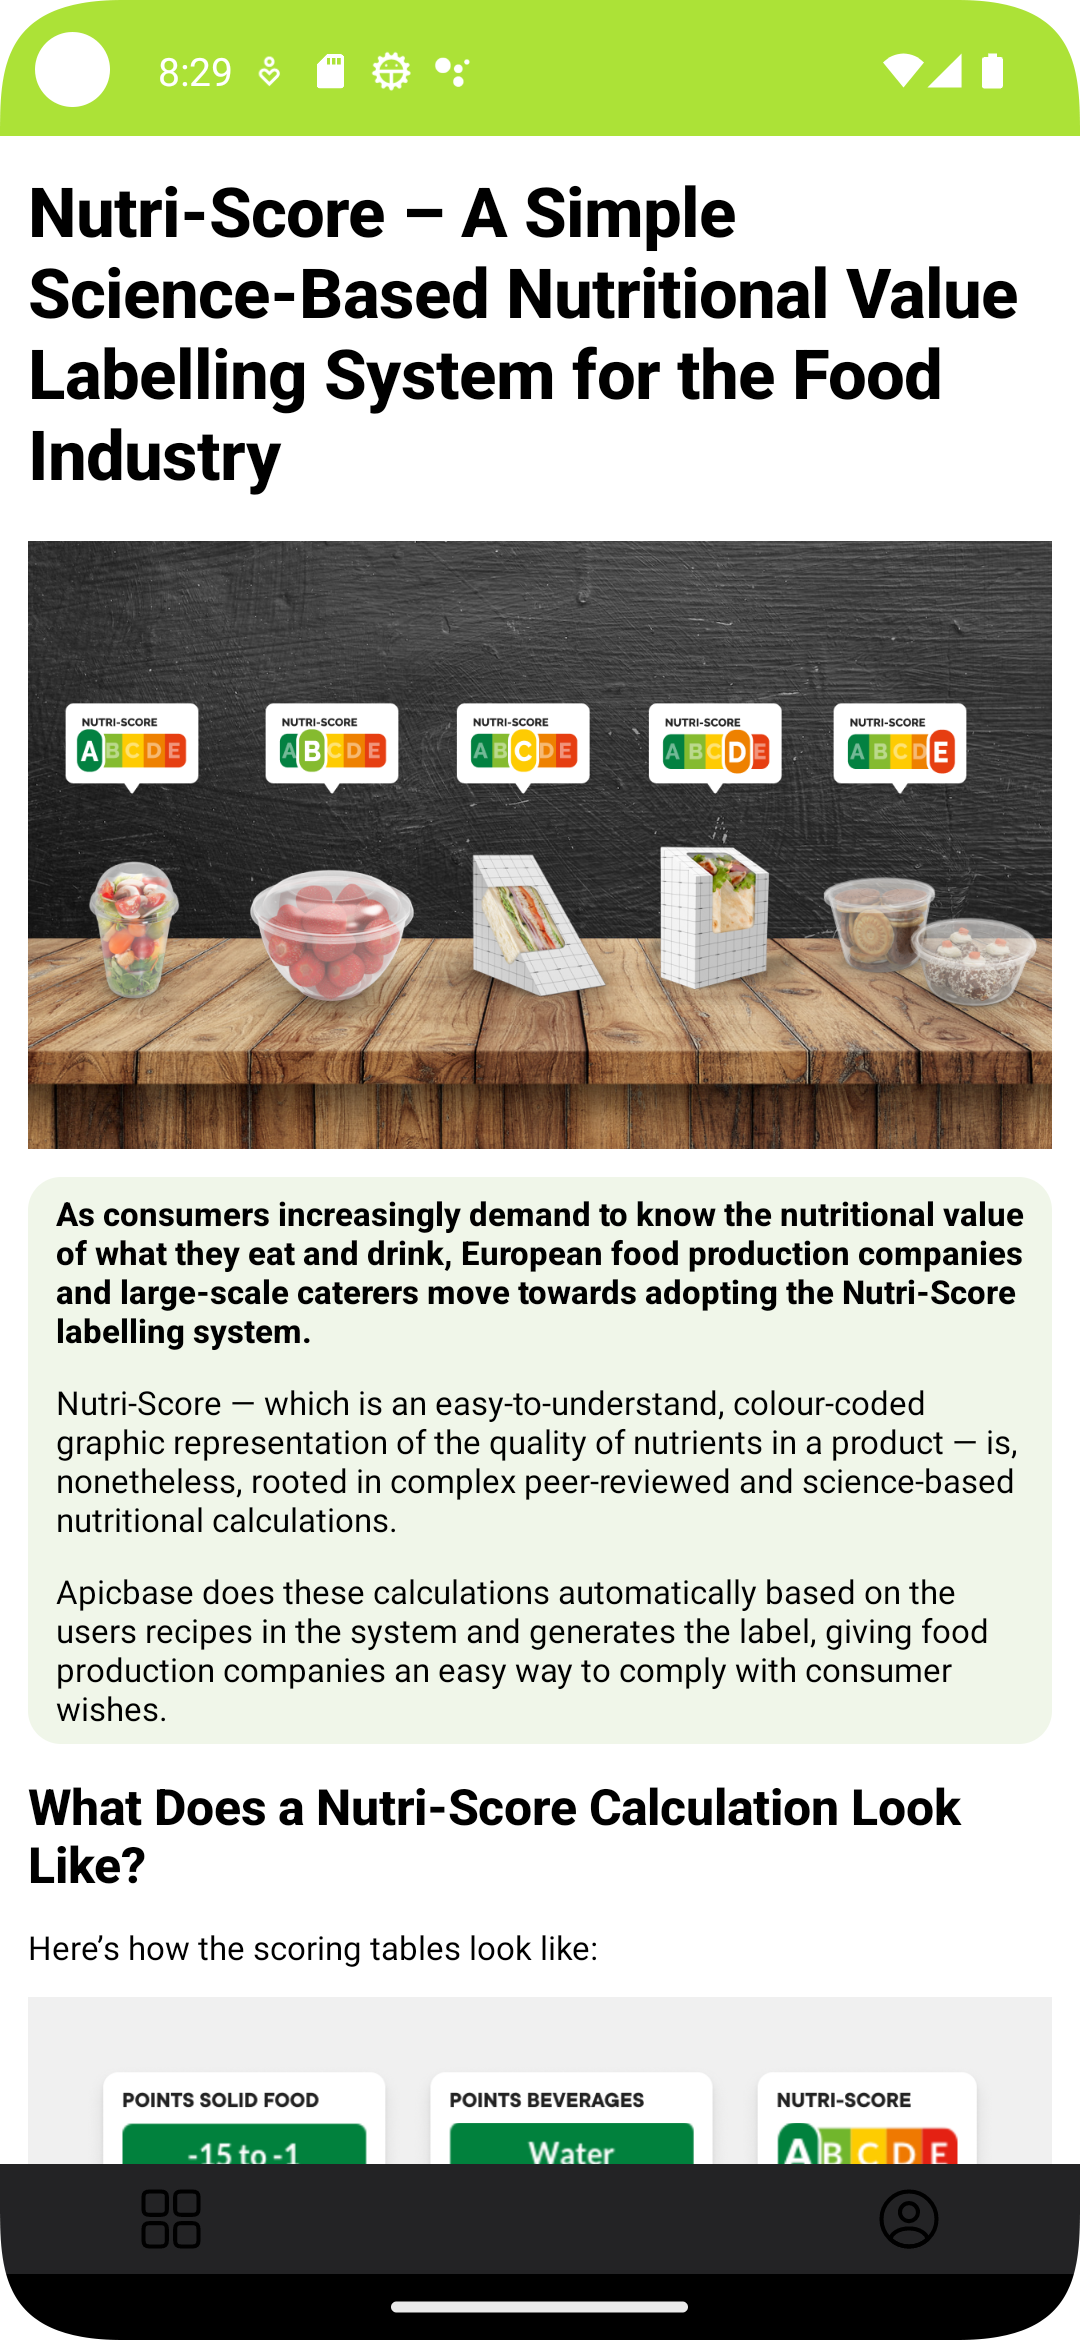 8:29
Nutri-Score – A Simple
Science-Based Nutritional Value
Labelling System for the Food
Industry
NUTRI-SCORE NUTRI-SCORE NUTRI-SCORE NUTRI-SCORE NUTRI-SCORE
A B C D E A B C D E A B C D E A B C D E A B C D E
As consumers increasingly demand to know the nutritional value
of what they eat and drink, European food production companies
and large-scale caterers move towards adopting the Nutri-Score
labelling system.
Nutri-Score — which is an easy-to-understand, colour-coded
graphic representation of the quality of nutrients in a product — is,
nonetheless, rooted in complex peer-reviewed and science-based
nutritional calculations.
Apicbase does these calculations automatically based on the
users recipes in the system and generates the label, giving food
production companies an easy way to comply with consumer
wishes.
What Does a Nutri-Score Calculation Look
Like?
Here’s how the scoring tables look like:
POINTS SOLID FOOD POINTS BEVERAGES NUTRI-SCORE
-15 to -1 Water A B C D E